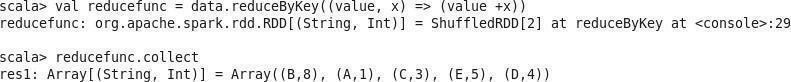 scala> val reducefunc = data.reduceByKey((value, x) => (value +x))
reducefunc: org.apache.spark.rdd.RDD[(String, Int)] = ShuffledRDD[2] at reduceByKey at <console>:29
scala> reducefunc.collect
res1: Array[(String, Int)] = Array((B,8), (A,1), (C,3), (E,5), (D,4))